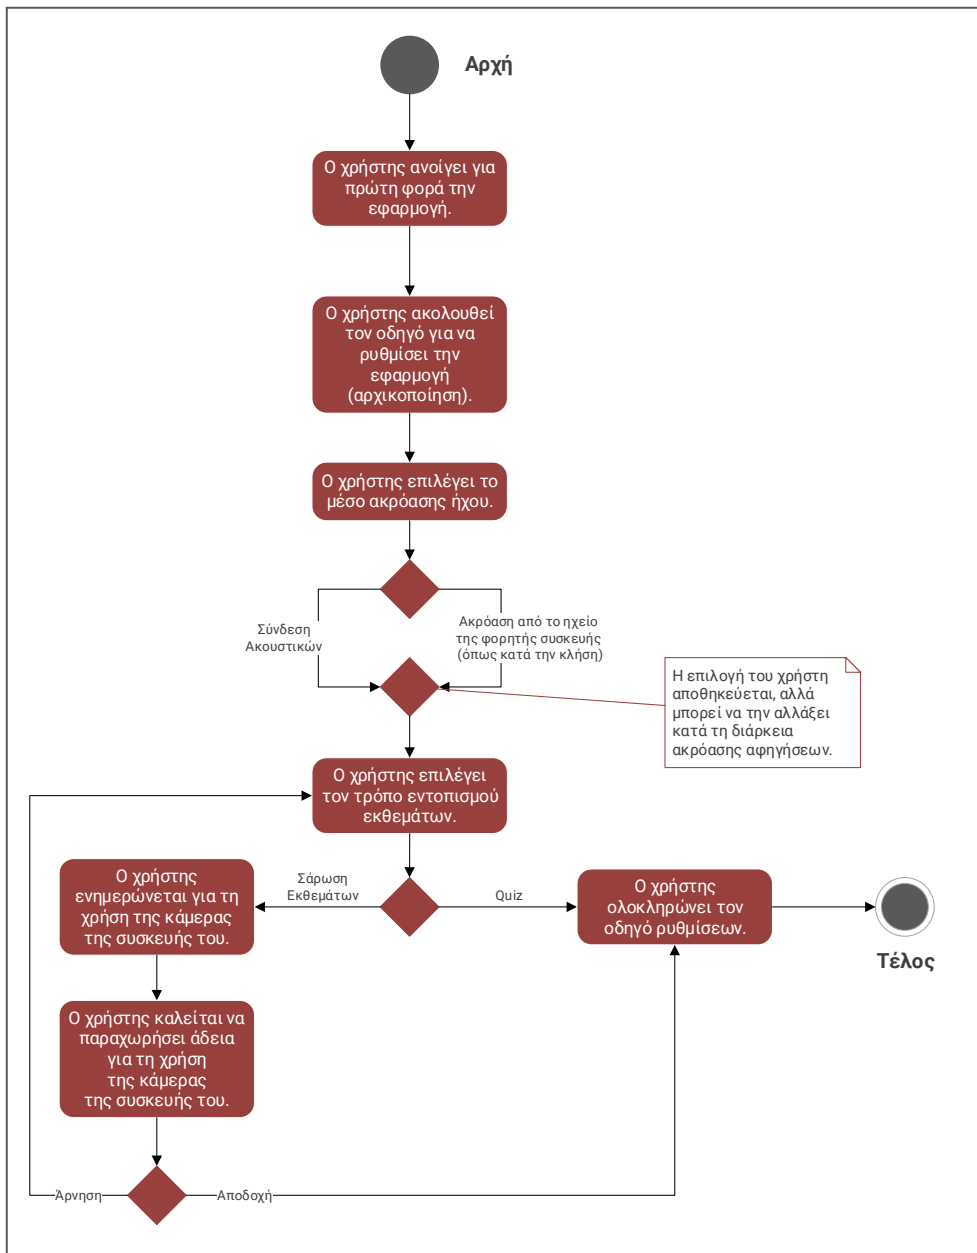 Αρχή
Ο χρήστης ανοίγει για
πρώτη φορά την
εφαρμογή.
Ο χρήστης ακολουθεί
τον οδηγό για να
ρυθμίσει την
εφαρμογή
(αρχικοποίηση).
Ο χρήστης επιλέγει το
μέσο ακρόασης ήχου.
Σύνδεση
Ακουστικών
Ακρόαση από το ηχείο
της φορητής συσκευής
(όπως κατά την κλήση)
Η επιλογή του χρήστη
αποθηκεύεται, αλλά
μπορεί να την αλλάξει
κατά τη διάρκεια
ακρόασης αφηγήσεων.
Ο χρήστης επιλέγει
τον τρόπο εντοπισμού
εκθεμάτων.
Σάρωση
Εκθεμάτων
Quiz
Ο χρήστης
ενημερώνεται για τη
χρήση της κάμερας
της συσκευής του.
Ο χρήστης
ολοκληρώνει τον
οδηγό ρυθμίσεων.
Τέλος
Ο χρήστης καλείται να
παραχωρήσει άδεια
για τη χρήση
της κάμερας
της συσκευής του.
Άρνηση
Αποδοχή